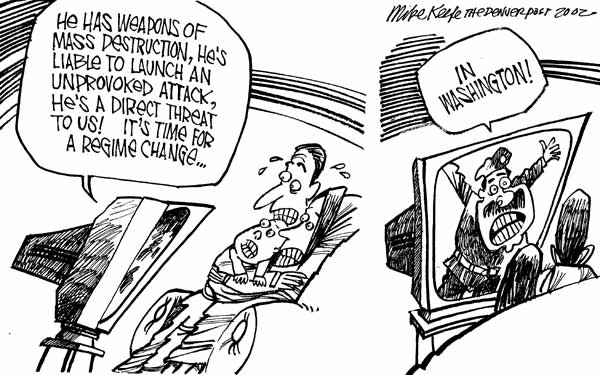 HE HAS WEAPONS OF
MASS DESTRUCTION, HE'S
LIABLE TO LAUNCH AN
UNPROVOKED ATTACK,
HE'S A DIRECT THREAT
TO US! IT'S TIME FOR
A REGIME CHANGE...
Mike Keefe THE DENVER POST 2002
IN
WASHINGTON!